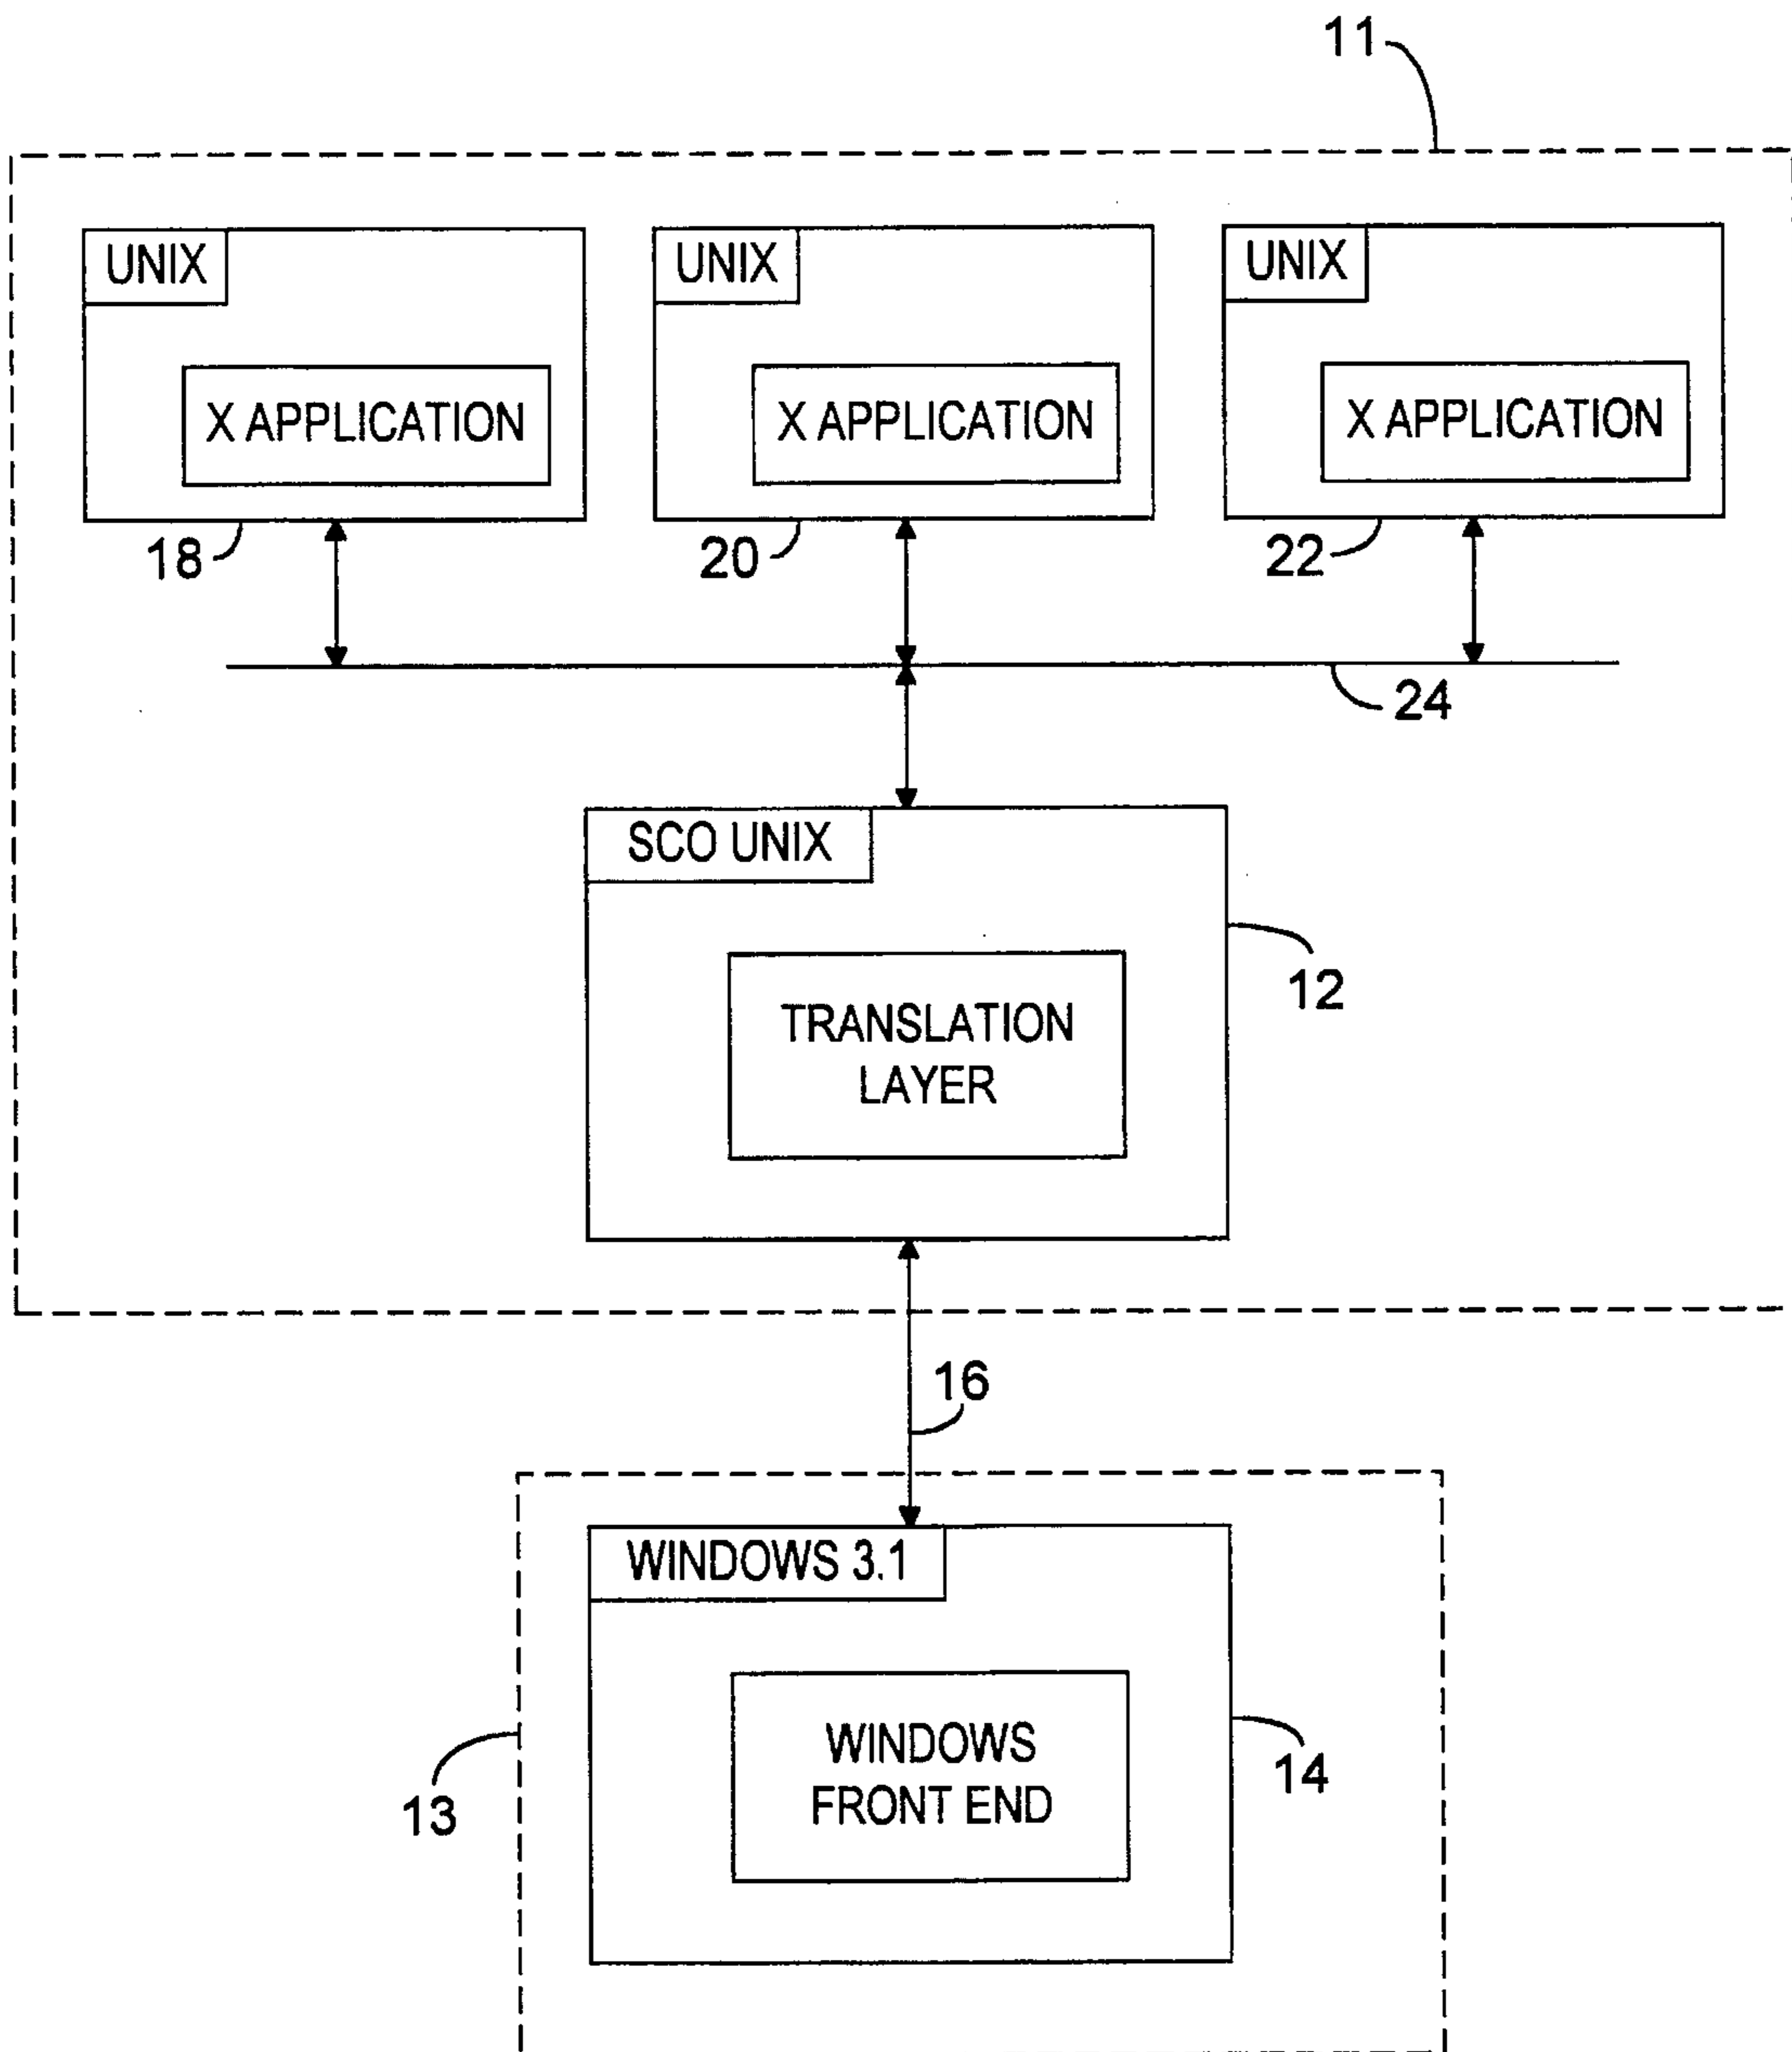 11
UNIX
UNIX
UNIX
X APPLICATION
X APPLICATION
X APPLICATION
18
20
22
24
SCO UNIX
12
TRANSLATION
LAYER
16
WINDOWS 3.1
13
WINDOWS
FRONT END
14